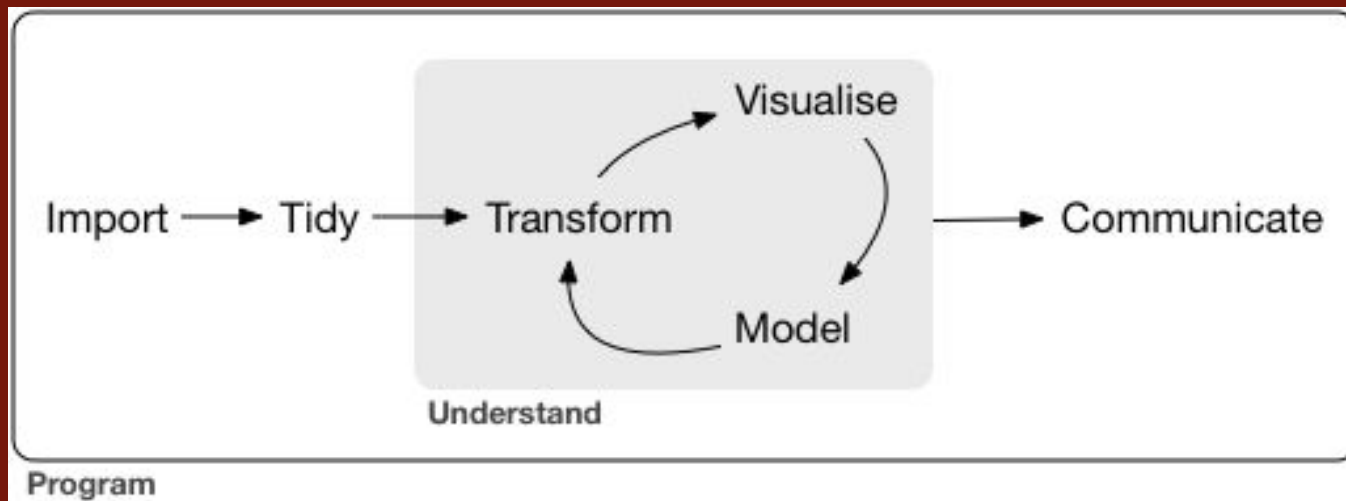 Visualise
Import
Tidy
Transform
Communicate
Model
Understand
Program